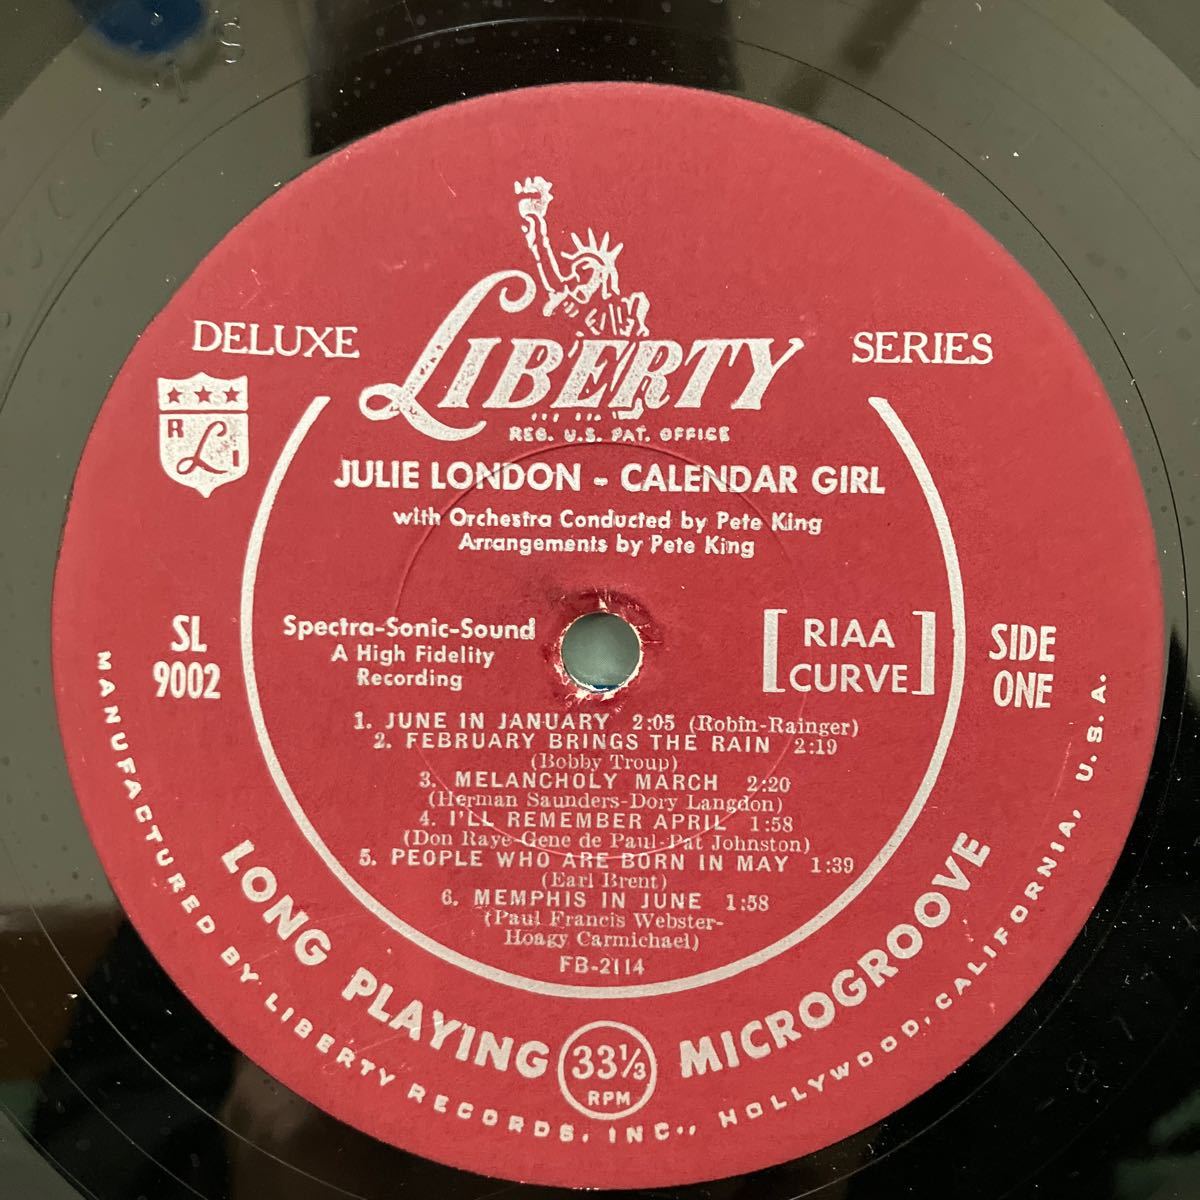 DELUXE
LIBERTY
SERIES
REG. U.S. PAT. OFFICE
R L I
JULIE LONDON - CALENDAR GIRL
with Orchestra Conducted by Pete King
Arrangements by Pete King
SL
9002
Spectra-Sonic-Sound
A High Fidelity
Recording
[RIAA
CURVE]
SIDE
ONE
1. JUNE IN JANUARY 2:05 (Robin-Rainger)
2. FEBRUARY BRINGS THE RAIN 2:19
(Bobby Troup)
3. MELANCHOLY MARCH 2:20
(Herman Saunders-Dory Langdon)
4. I'LL REMEMBER APRIL 1:58
(Don Raye-Gene de Paul-Pat Johnston)
5. PEOPLE WHO ARE BORN IN MAY 1:39
(Earl Brent)
6. MEMPHIS IN JUNE 1:58
(Paul Francis Webster-
Hoagy Carmichael)
FB-2114
LONG PLAYING 33⅓ RPM MICROGROOVE
MANUFACTURED BY LIBERTY RECORDS, INC., HOLLYWOOD, CALIFORNIA, U.S.A.